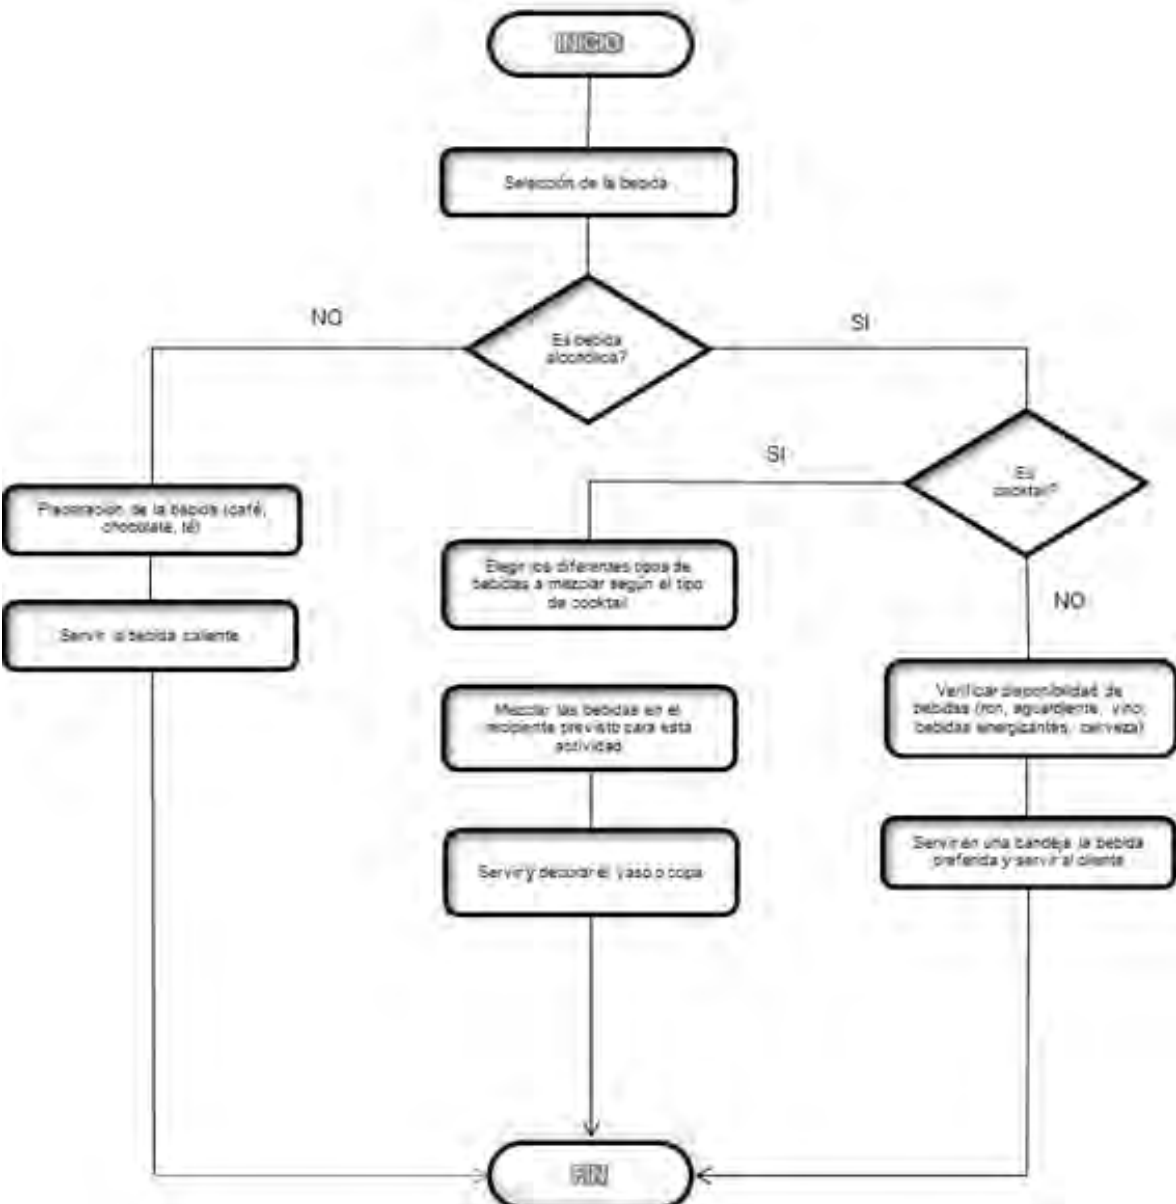 INICIO
Selección de la bebida
NO
Es bebida
alcohólica?
SI
SI
Es
cocktail?
Preparación de la bebida (café,
chocolate, té)
Elegir los diferentes tipos de
bebidas a mezclar según el tipo
de cocktail
NO
Servir la bebida caliente
Verificar disponibilidad de
bebidas (ron, aguardiente, vino,
bebidas energizantes, cerveza)
Mezclar las bebidas en el
recipiente previsto para esta
actividad
Servir y decorar el vaso o copa
Servir en una bandeja la bebida
preferida y servir al cliente
FIN